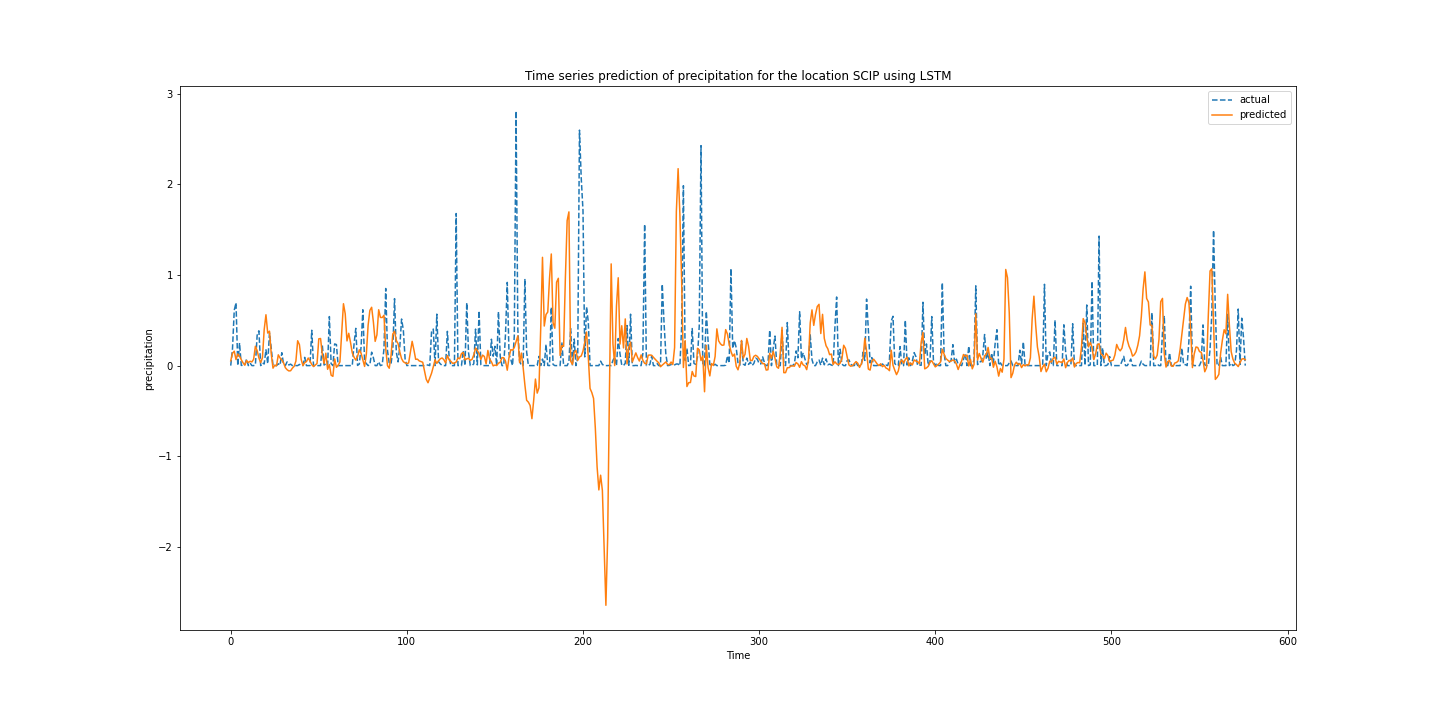 Time series prediction of precipitation for the location SCIP using LSTM
actual
predicted
precipitation
3
2
1
0
−1
−2
0 100 200 300 400 500 600
Time